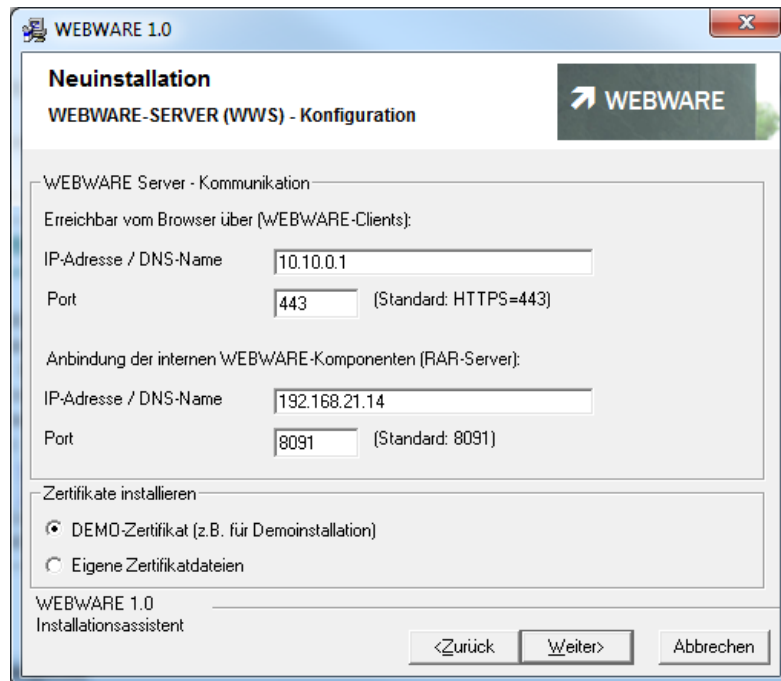 WEBWARE 1.0
Neuinstallation
WEBWARE-SERVER (WWS) - Konfiguration
WEBWARE
WEBWARE Server - Kommunikation
Erreichbar vom Browser über (WEBWARE-Clients):
IP-Adresse / DNS-Name 10.10.0.1
Port 443 (Standard: HTTPS=443)
Anbindung der internen WEBWARE-Komponenten (RAR-Server):
IP-Adresse / DNS-Name 192.168.21.14
Port 8091 (Standard: 8091)
Zertifikate installieren
DEMO-Zertifikat (z.B. für Demoinstallation)
Eigene Zertifikatdateien
WEBWARE 1.0
Installationsassistent
<Zurück Weiter> Abbrechen